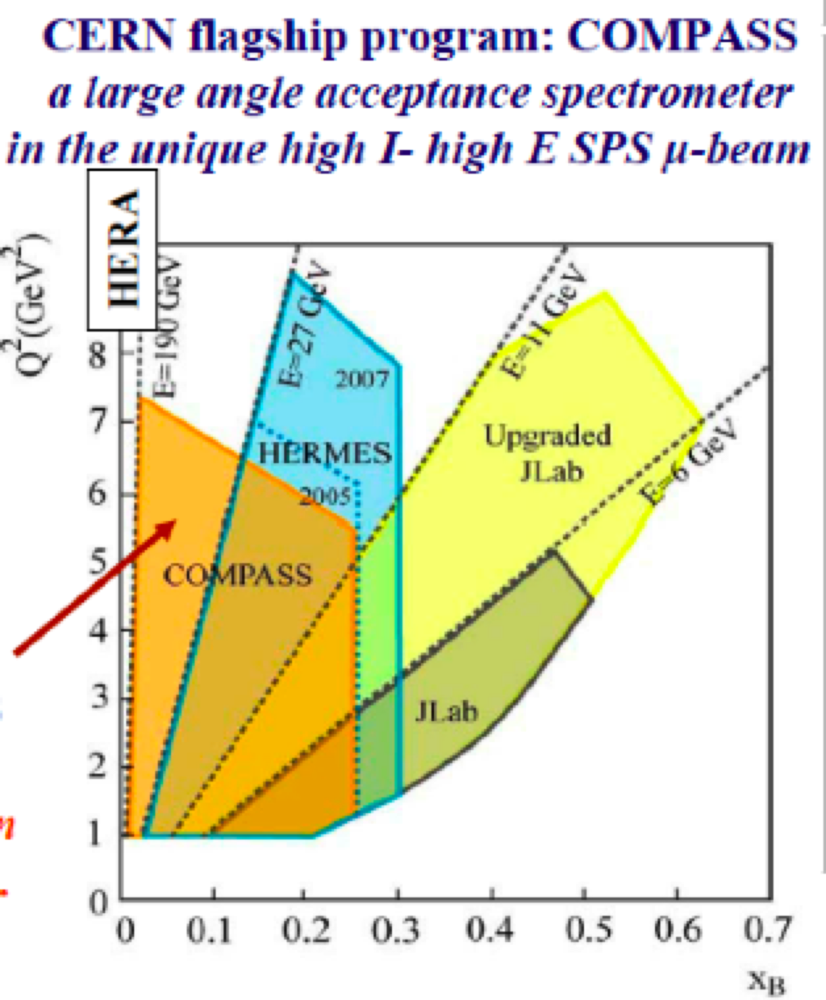 CERN flagship program: COMPASS
a large angle acceptance spectrometer
in the unique high I- high E SPS μ-beam
HERA
Q²(GeV²)
E=190 GeV
E=27 GeV
E=11 GeV
8
2007
7
Upgraded
JLab
HERMES
E=6 GeV
6
2005
5
COMPASS
4
3
JLab
2
1
0
0 0.1 0.2 0.3 0.4 0.5 0.6 0.7
xB